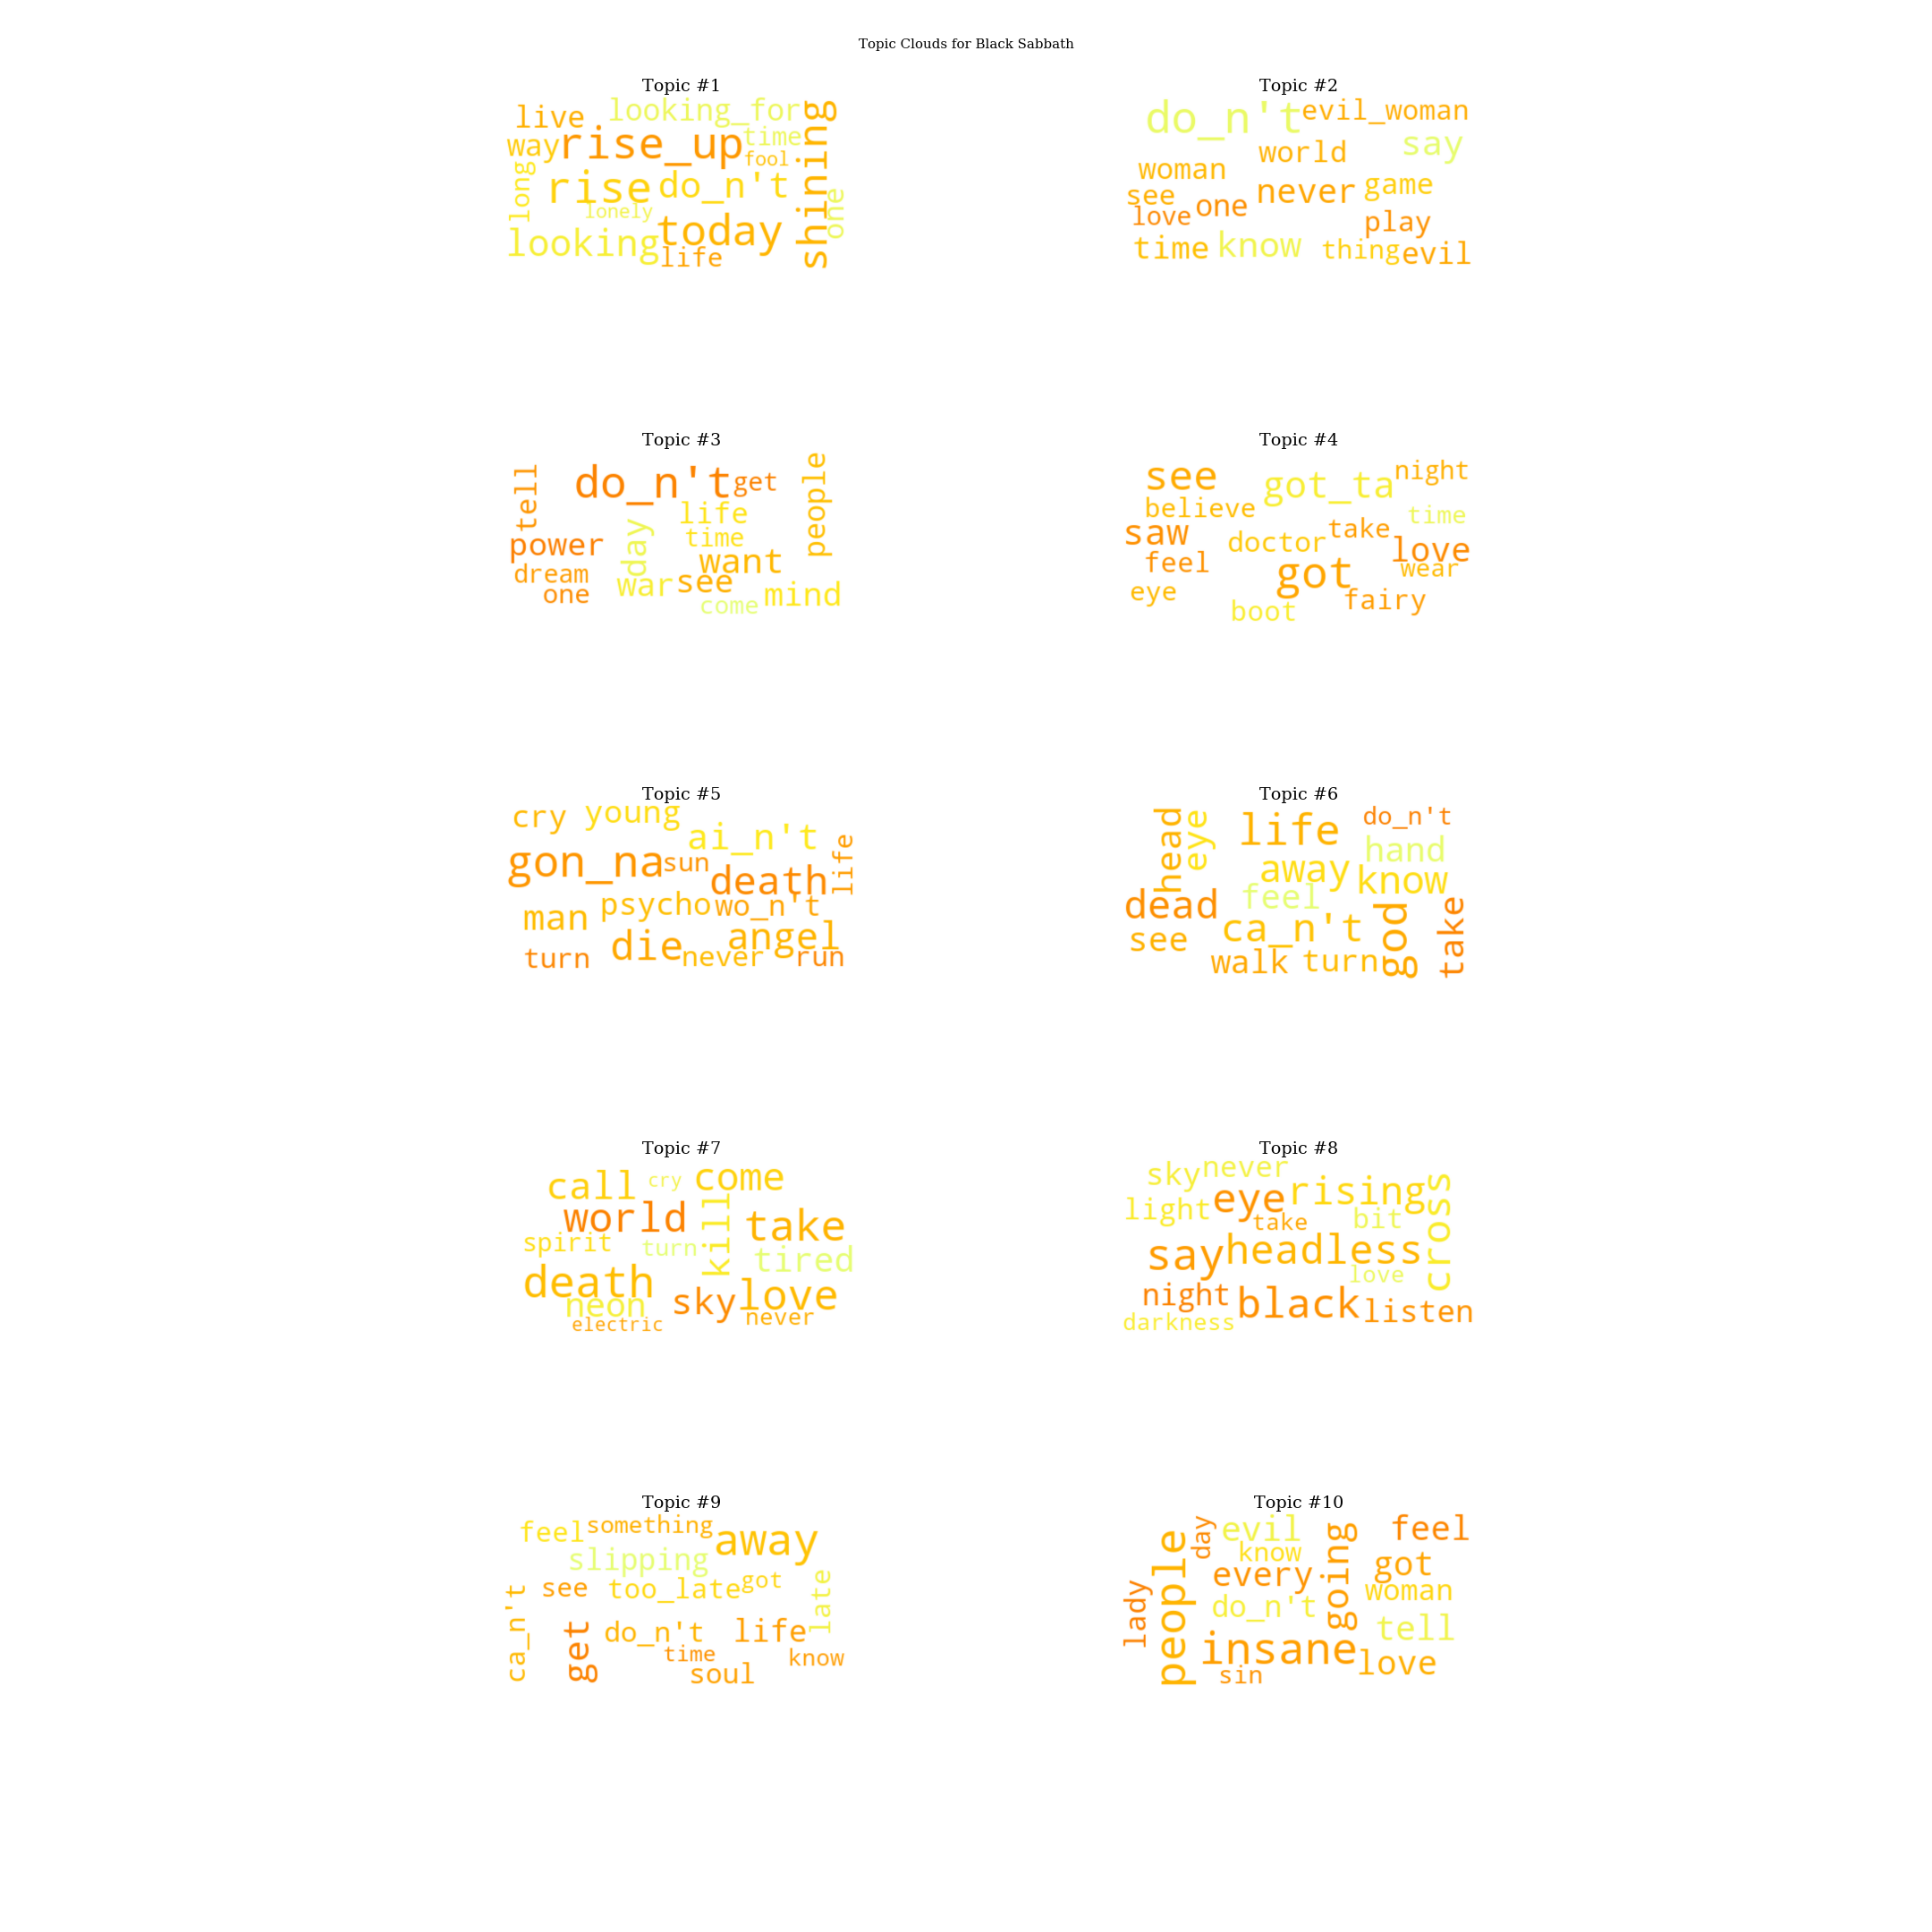 Topic Clouds for Black Sabbath
Topic #1
live looking_for shining
way rise_up time
fool
long rise do_n't one
lonely
looking today
life
Topic #2
do_n't evil_woman
world say
woman
see never game
love one play
time know thing evil
Topic #3
tell do_n't get people
life
power day time
want
dream war see mind
one come
Topic #4
see got_ta night
believe time
saw doctor take love
feel got wear
eye fairy
boot
Topic #5
cry young
ai_n't
gon_na sun death life
psycho wo_n't
man angel
die never run
turn
Topic #6
head eye life do_n't
away hand
feel know
dead ca_n't god take
see
walk turn
Topic #7
call cry come
world kill take
spirit turn tired
death love
neon sky
electric never
Topic #8
sky never
light eye rising cross
take bit
say headless
love
night black listen
darkness
Topic #9
feel something away
slipping
see too_late got late
ca_n't get do_n't life
time know
soul
Topic #10
people day evil going feel
know got
every woman
lady do_n't tell
insane love
sin